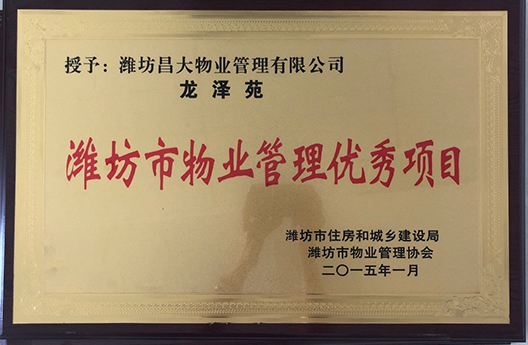 授予：潍坊昌大物业管理有限公司
龙泽苑
潍坊市物业管理优秀项目
潍坊市住房和城乡建设局
潍坊市物业管理协会
二〇一五年一月